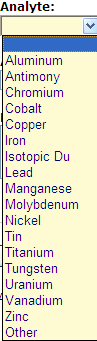 Analyte:
Aluminum
Antimony
Chromium
Cobalt
Copper
Iron
Isotopic Du
Lead
Manganese
Molybdenum
Nickel
Tin
Titanium
Tungsten
Uranium
Vanadium
Zinc
Other